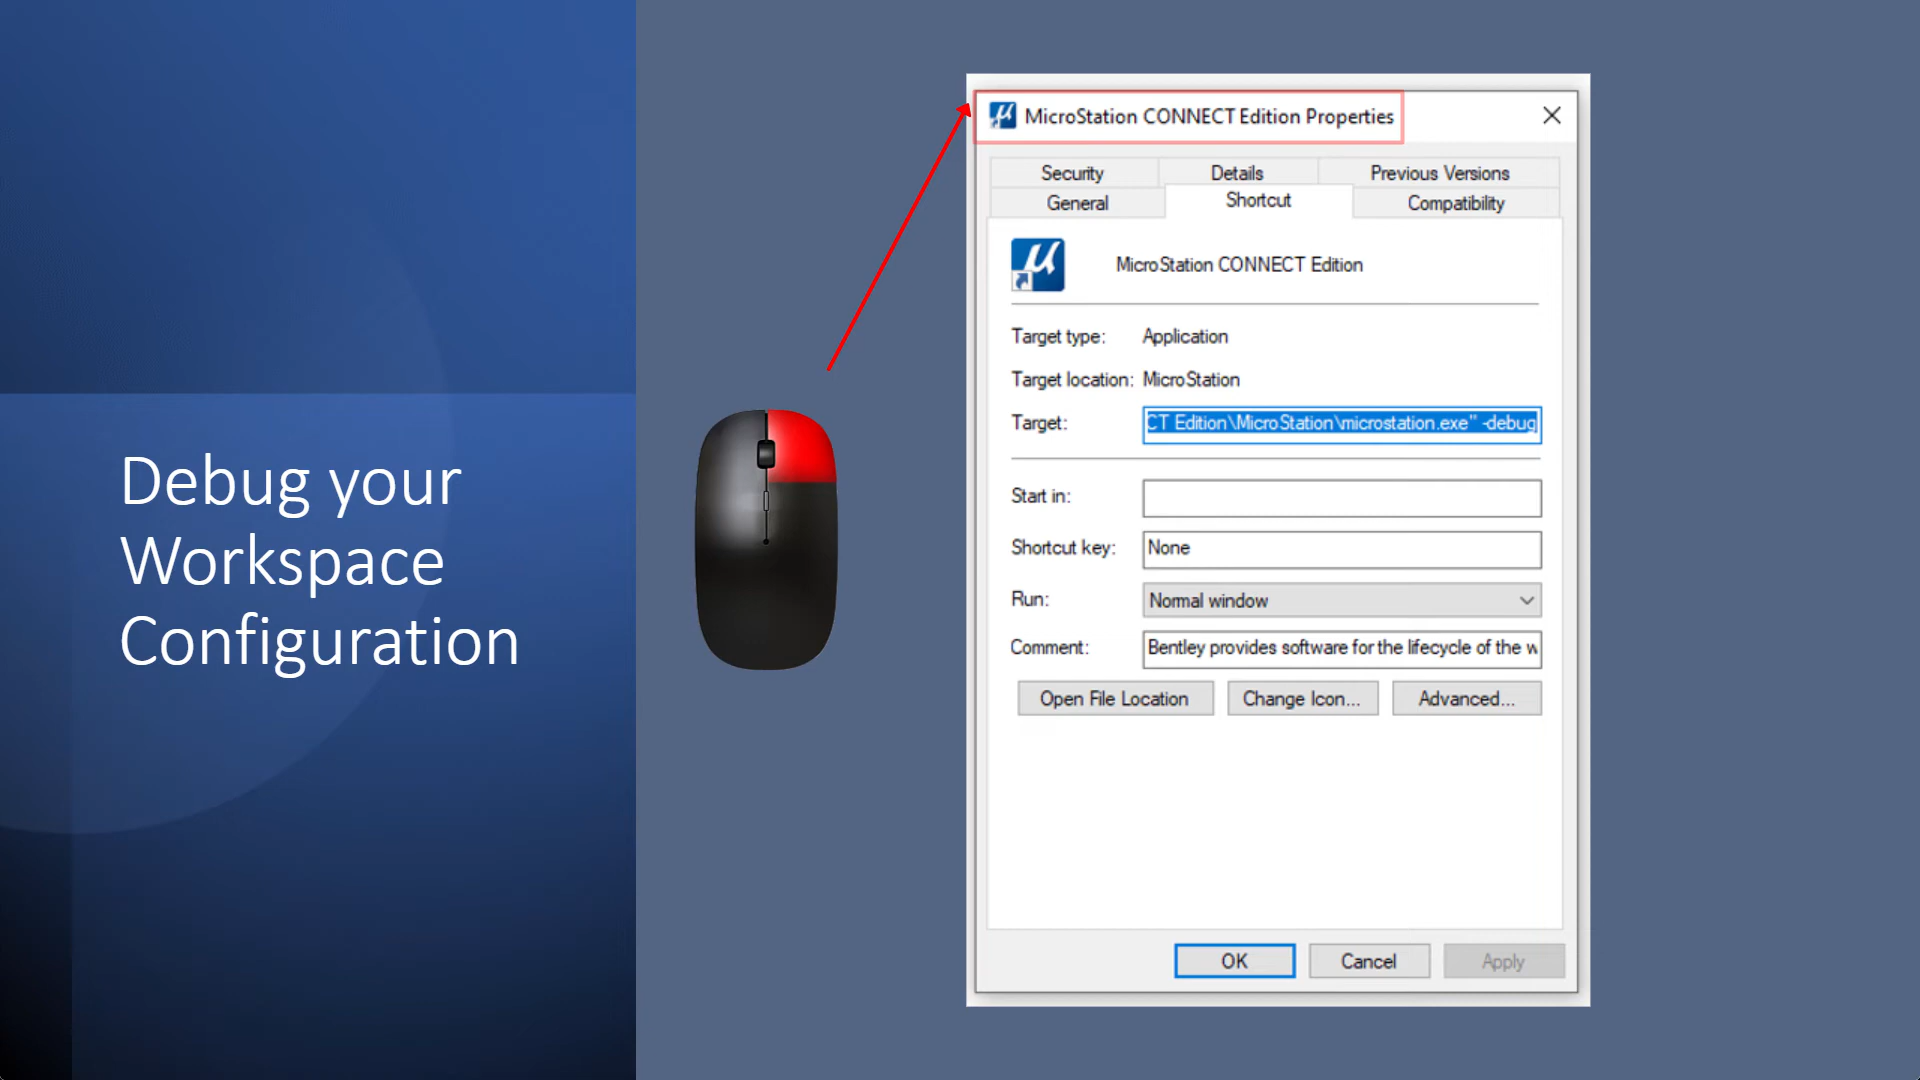 Debug your
Workspace
Configuration
MicroStation CONNECT Edition Properties
Security Details Previous Versions
General Shortcut Compatibility
MicroStation CONNECT Edition
Target type: Application
Target location: MicroStation
Target: CT Edition\MicroStation\microstation.exe" -debug
Start in:
Shortcut key: None
Run: Normal window
Comment: Bentley provides software for the lifecycle of the w
Open File Location Change Icon... Advanced...
OK Cancel Apply